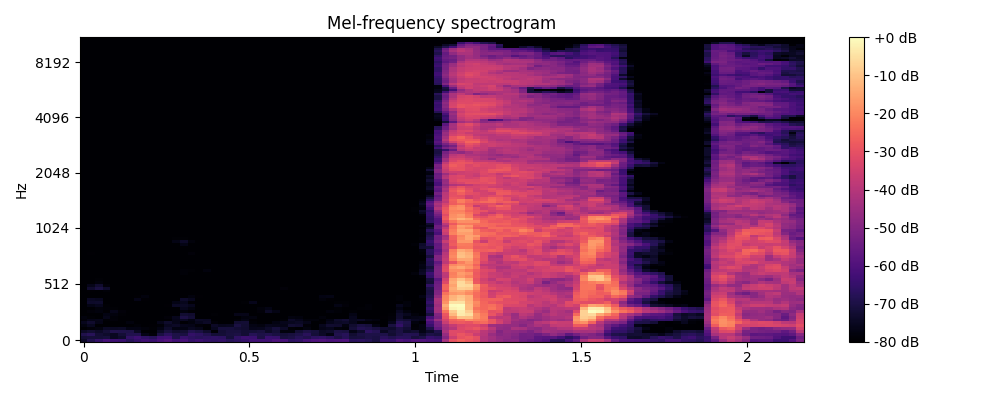 Mel-frequency spectrogram
Hz
8192
4096
2048
1024
512
0
0 0.5 1 1.5 2
Time
+0 dB
-10 dB
-20 dB
-30 dB
-40 dB
-50 dB
-60 dB
-70 dB
-80 dB